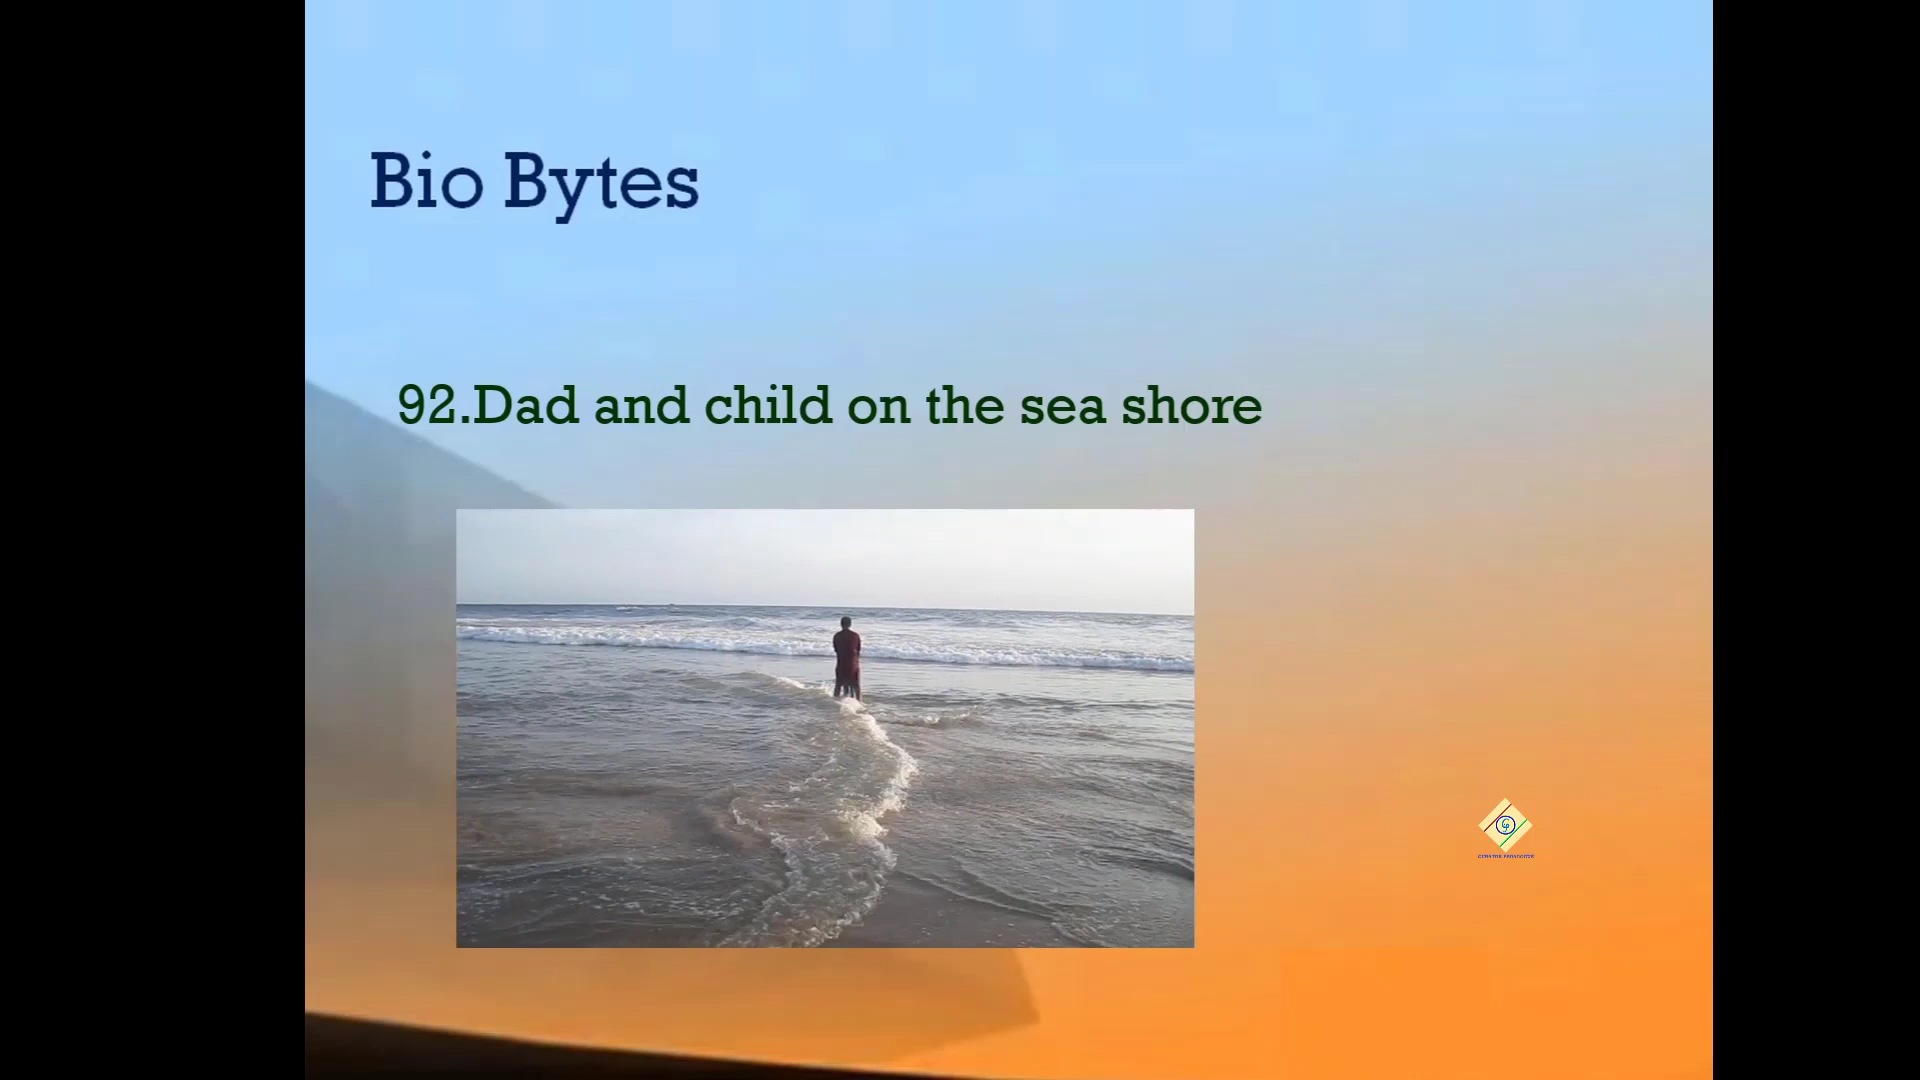 Bio Bytes
92.Dad and child on the sea shore